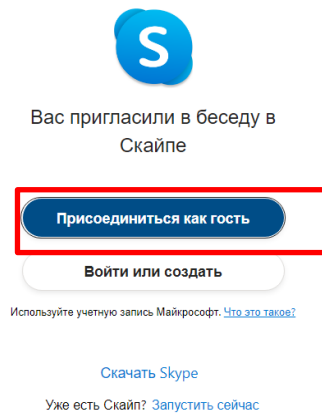 S
Вас пригласили в беседу в
Скайпе
Присоединиться как гость
Войти или создать
Используйте учетную запись Майкрософт. Что это такое?
Скачать Skype
Уже есть Скайп? Запустить сейчас